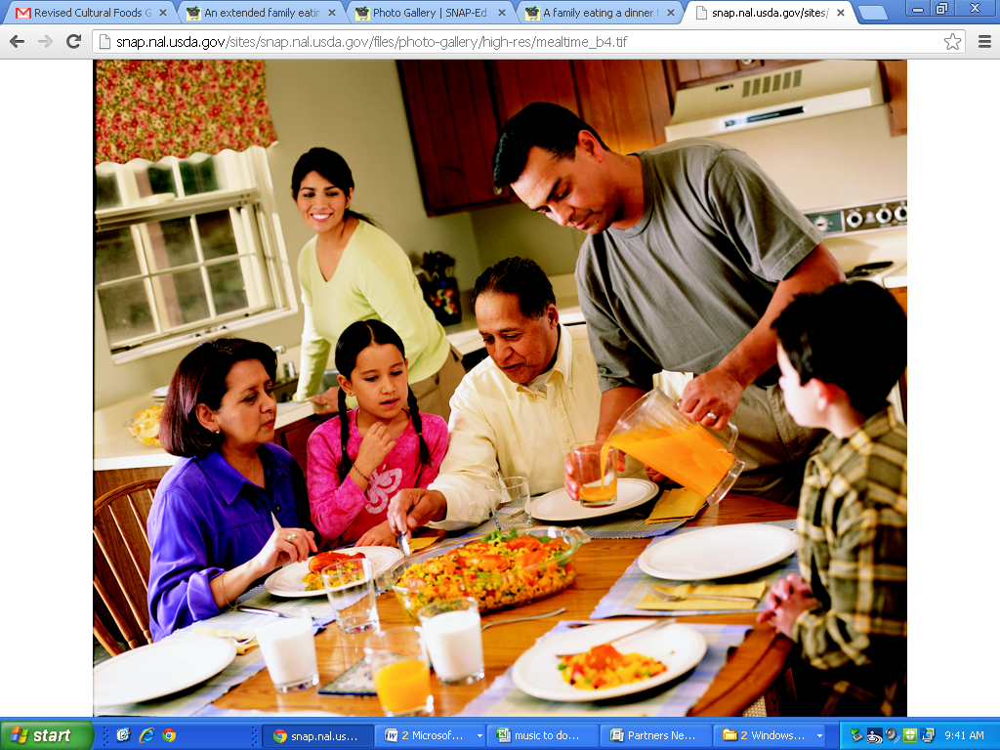 Revised Cultural Foods G
An extended family eatin
Photo Gallery | SNAP-Ed
A family eating a dinner t
snap.nal.usda.gov/sites/
snap.nal.usda.gov/sites/snap.nal.usda.gov/files/photo-gallery/high-res/mealtime_b4.tif
start
snap.nal.us...
2 Microsof...
music to do...
Partners Ne...
2 Windows...
9:41 AM